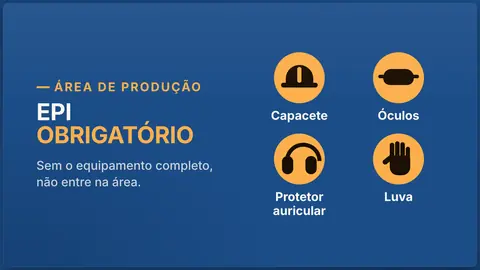 ÁREA DE PRODUÇÃO
EPI
OBRIGATÓRIO
Sem o equipamento completo,
não entre na área.
Capacete
Óculos
Protetor
auricular
Luva